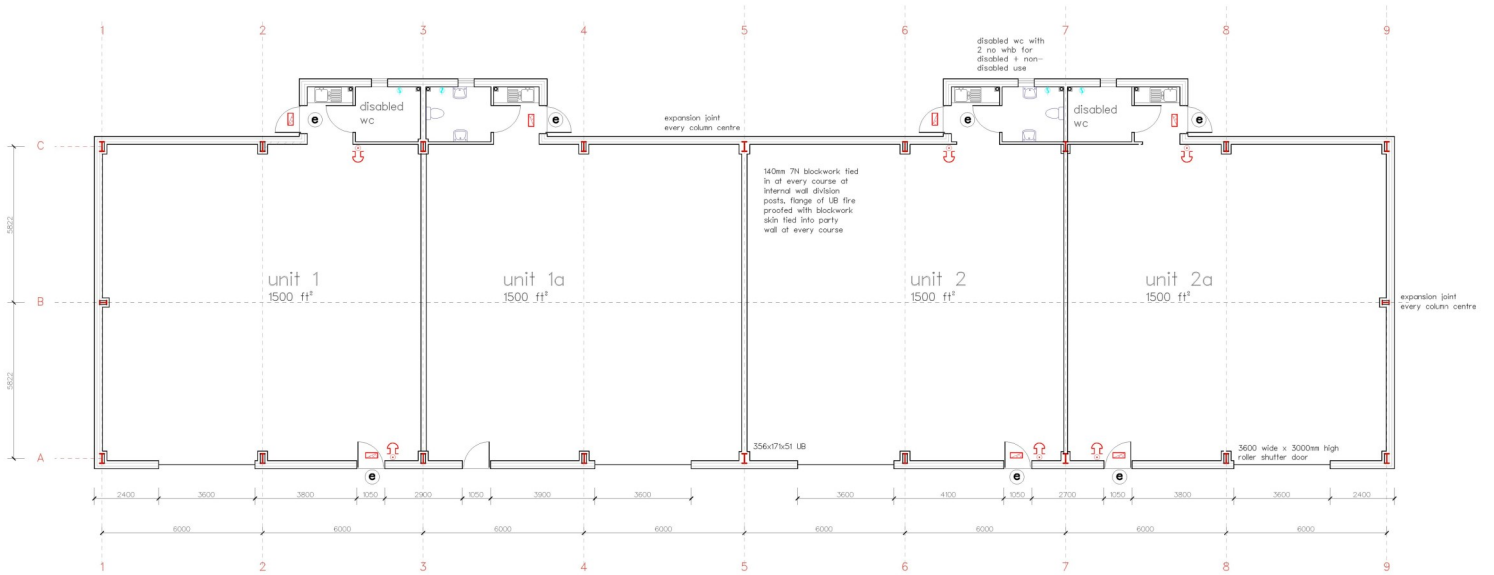 1 2 3 4 5 6 7 8 9
disabled wc with
2 no whb for
disabled + non-
disabled use
disabled
wc
e
e
expansion joint
every column centre
e
disabled
wc
e
C
140mm 7N blockwork tied
in at every course at
internal wall division
posts, flange of UB fire
proofed with blockwork
skin tied into party
wall at every course
5822
unit 1
1500 ft²
unit 1a
1500 ft²
unit 2
1500 ft²
unit 2a
1500 ft²
B
expansion joint
every column centre
5822
356x171x51 UB
3600 wide x 3000mm high
roller shutter door
A
e
e
e
2400 3600 3800 1050 2900 1050 3900 3600 3600 4100 1050 2700 1050 3800 3600 2400
6000 6000 6000 6000 6000 6000 6000 6000
1 2 3 4 5 6 7 8 9